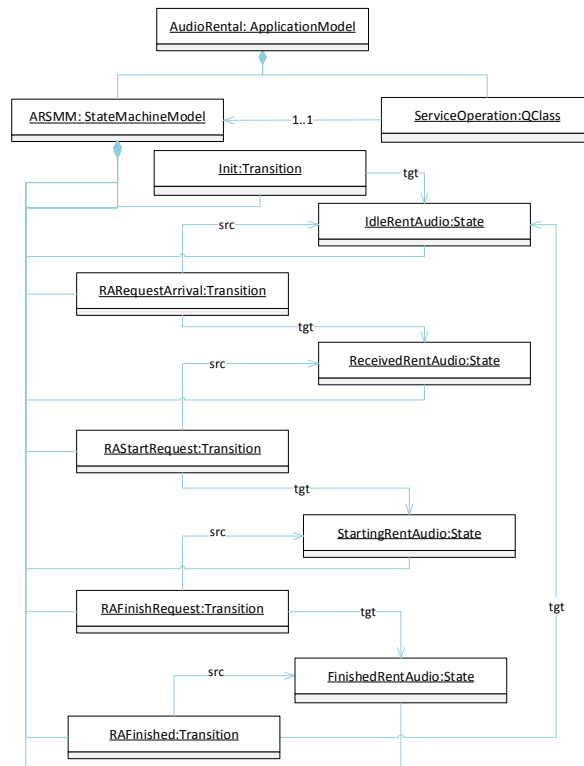 AudioRental: ApplicationModel
ARSMM: StateMachineModel
1..1
ServiceOperation:QClass
Init:Transition
tgt
src
IdleRentAudio:State
RARequestArrival:Transition
tgt
src
ReceivedRentAudio:State
RAStartRequest:Transition
tgt
src
StartingRentAudio:State
RAFinishRequest:Transition
tgt
tgt
src
FinishedRentAudio:State
RAFinished:Transition